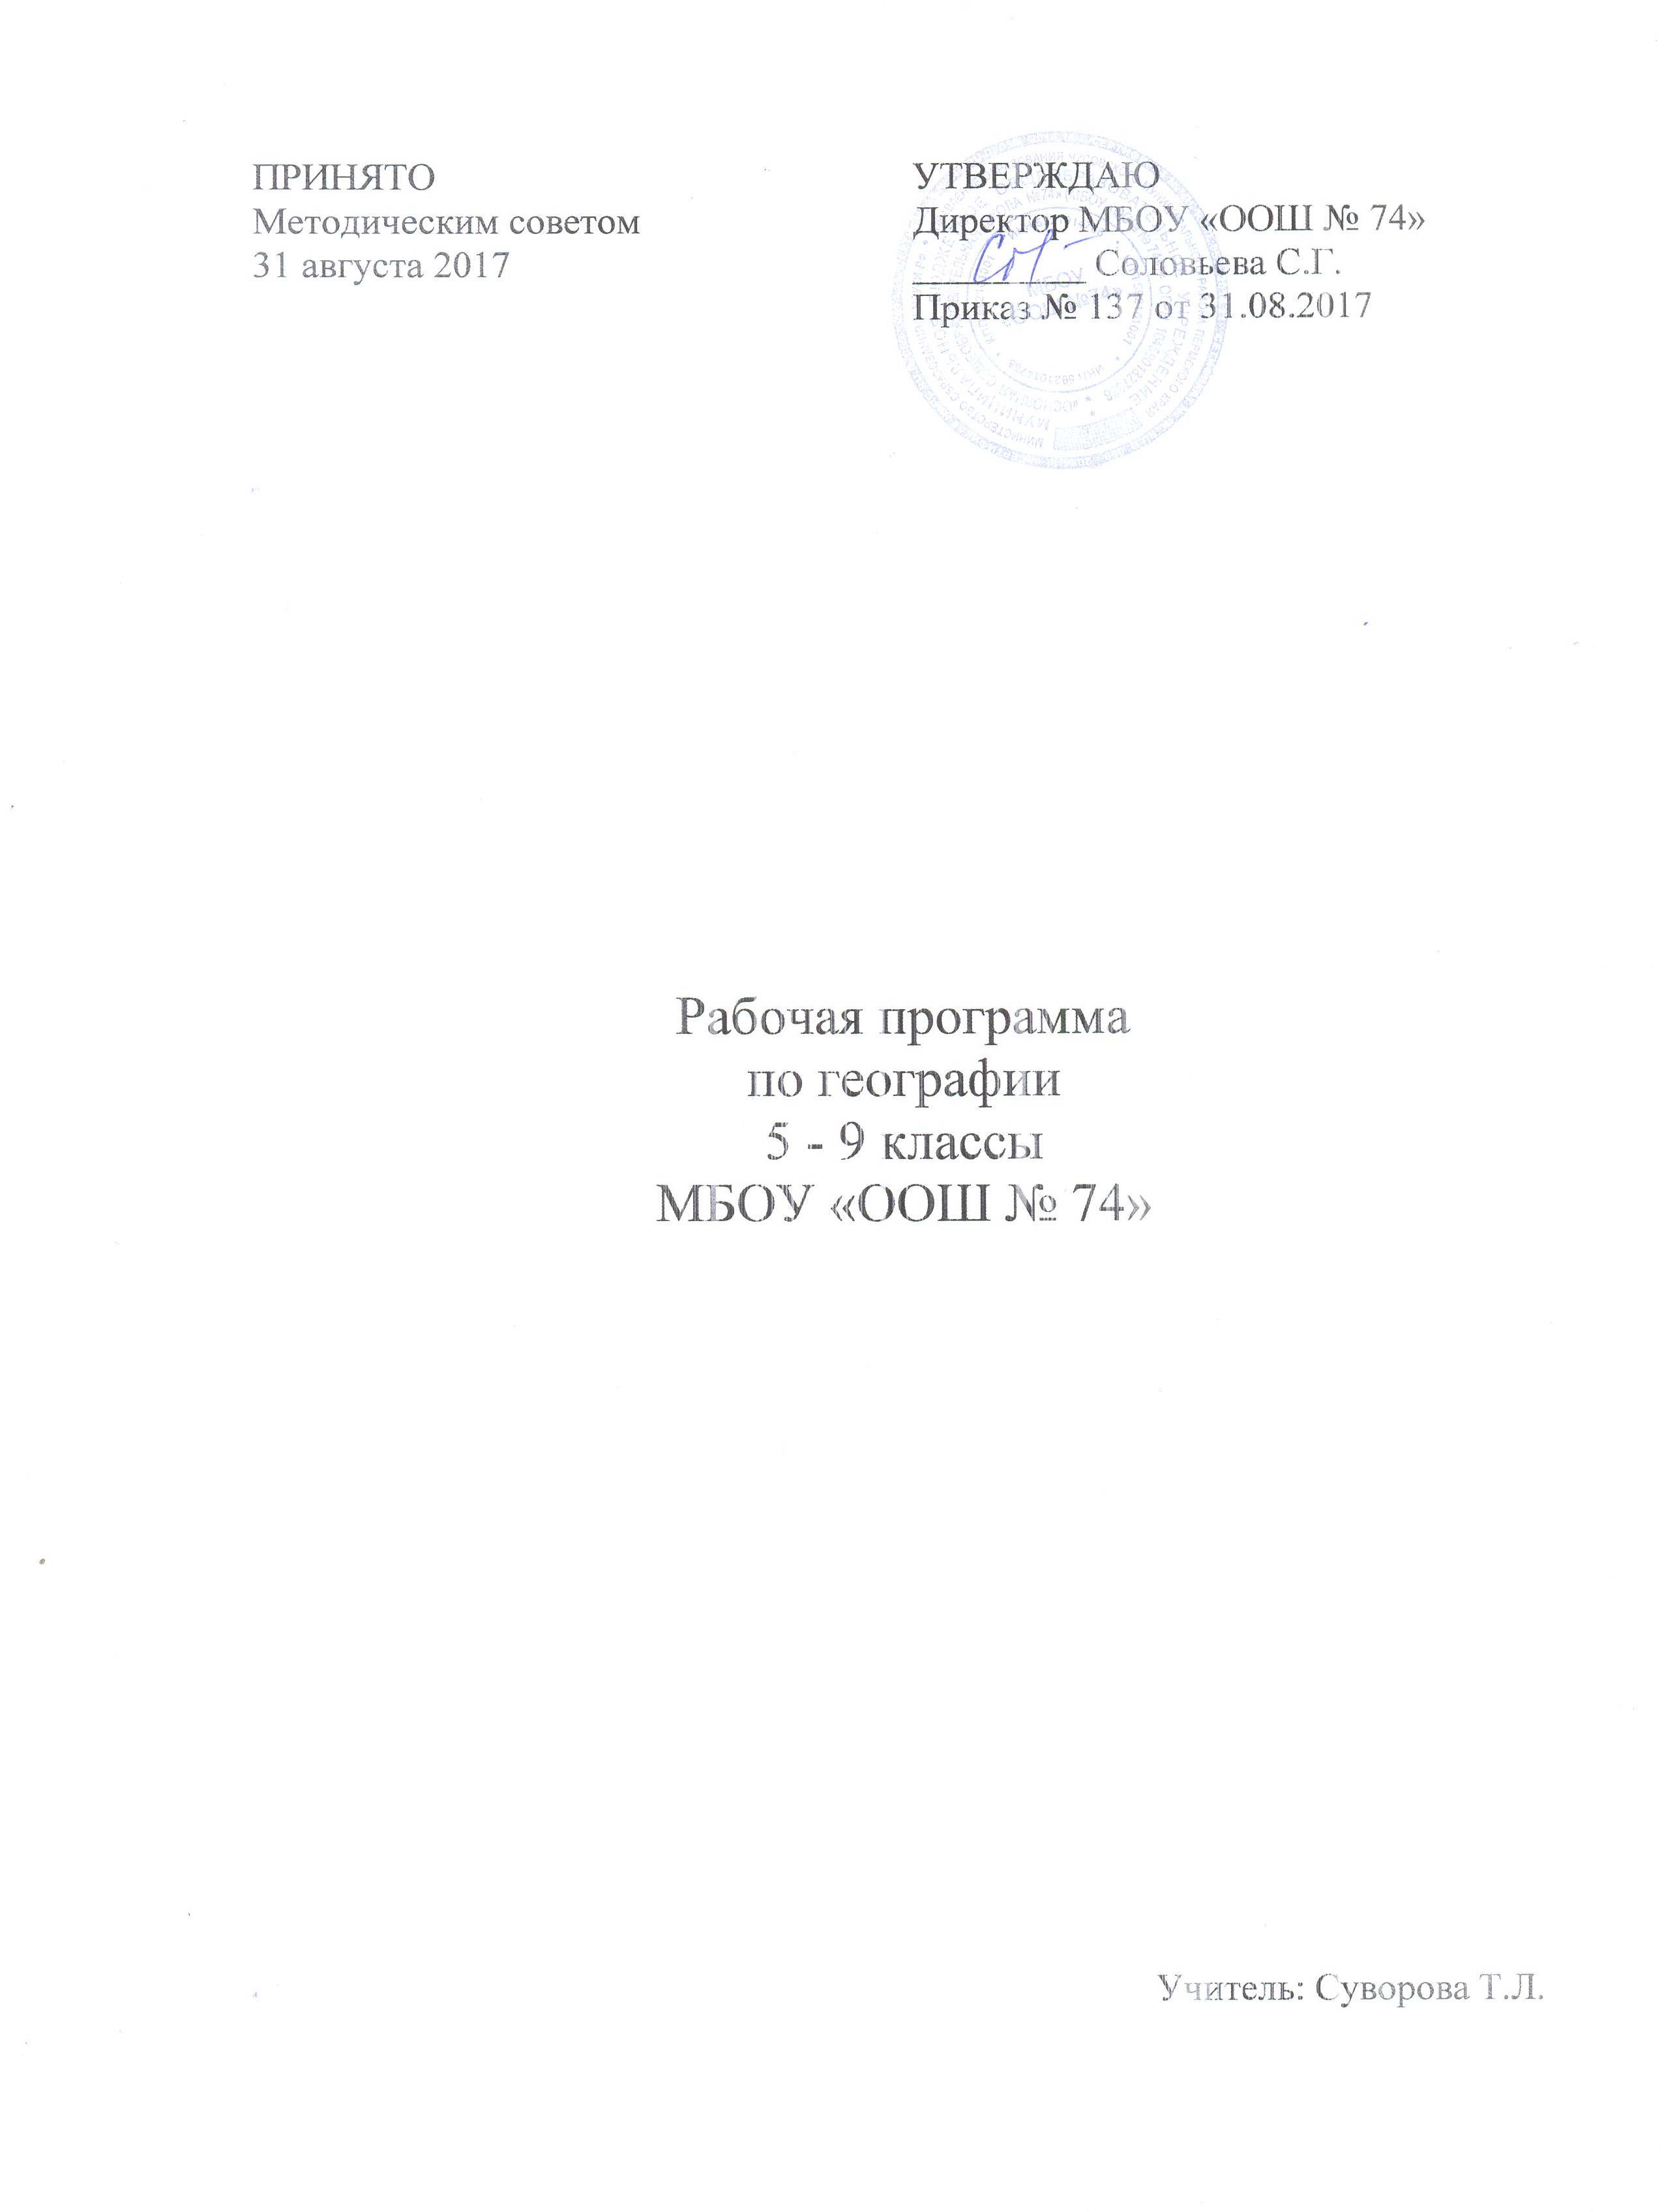 ПРИНЯТО
Методическим советом
31 августа 2017
УТВЕРЖДАЮ
Директор МБОУ «ООШ № 74»
Соловьева С.Г.
Приказ № 137 от 31.08.2017
МБОУ
Рабочая программа
по географии
5 - 9 классы
МБОУ «ООШ № 74»
Учитель: Суворова Т.Л.